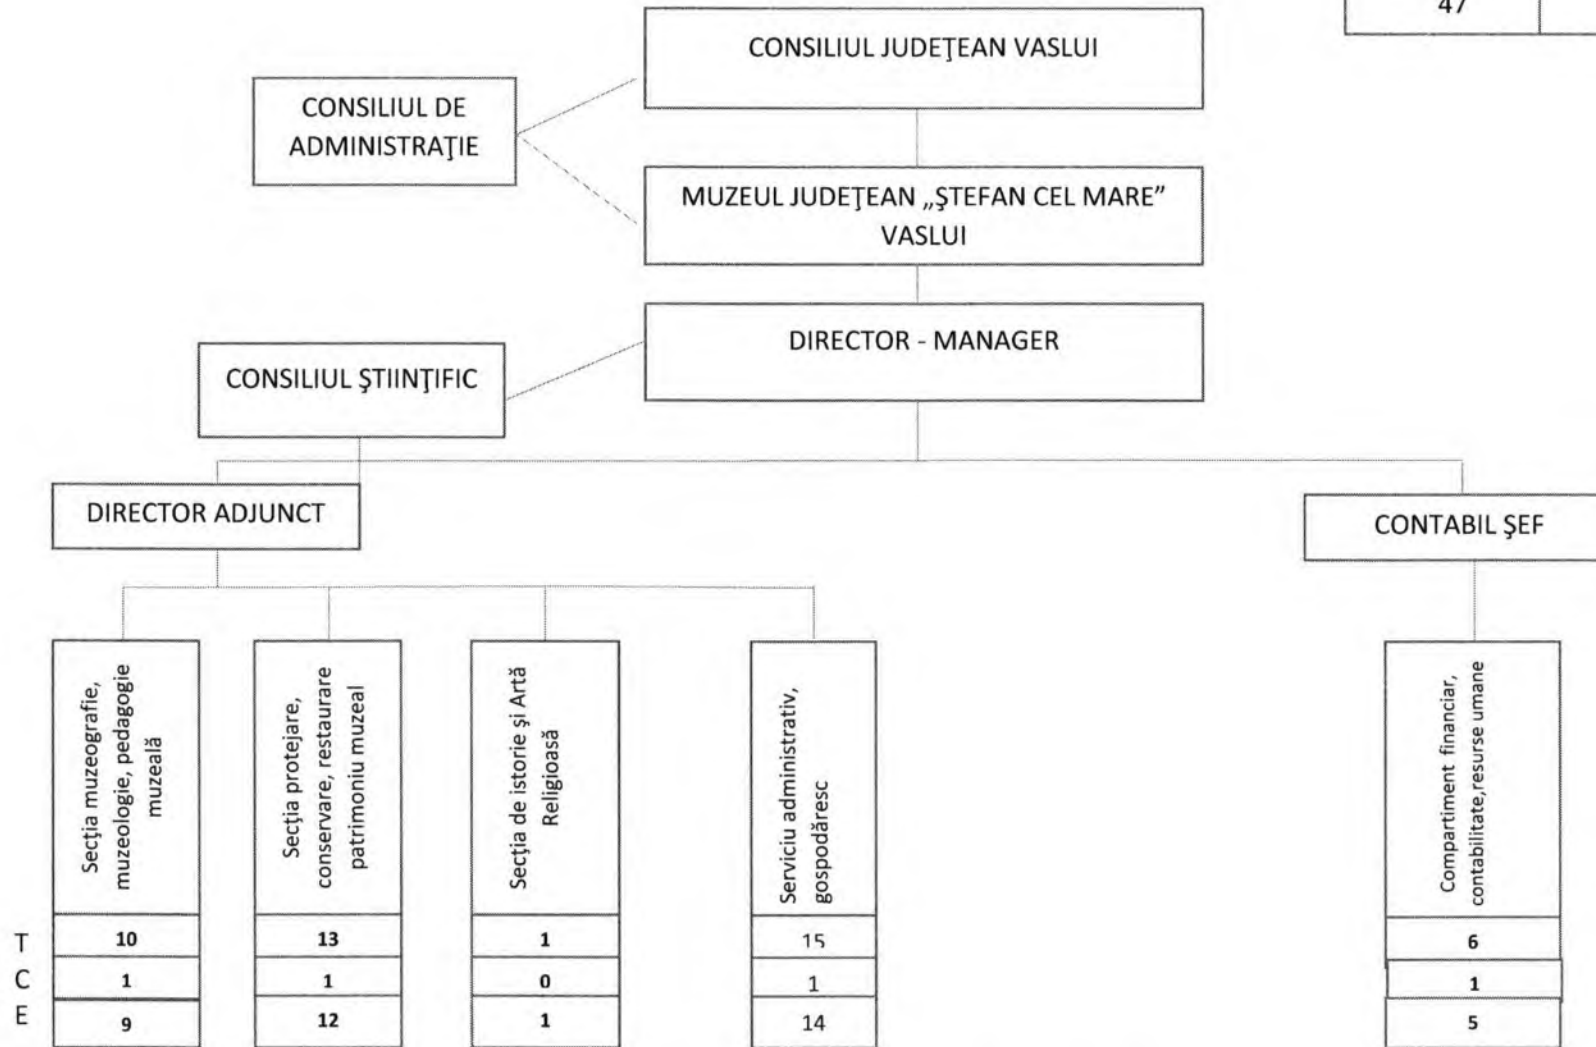 47
CONSILIUL JUDEŢEAN VASLUI
CONSILIUL DE
ADMINISTRAŢIE
MUZEUL JUDEŢEAN „ŞTEFAN CEL MARE”
VASLUI
DIRECTOR - MANAGER
CONSILIUL ŞTIINŢIFIC
DIRECTOR ADJUNCT
CONTABIL ŞEF
Secţia muzeografie,
muzeologie, pedagogie
muzeală
Secţia protejare,
conservare, restaurare
patrimoniu muzeal
Secţia de istorie şi Artă
Religioasă
Serviciu administrativ,
gospodăresc
Compartiment financiar,
contabilitate,resurse umane
T 10 13 1 15 6
C 1 1 0 1 1
E 9 12 1 14 5